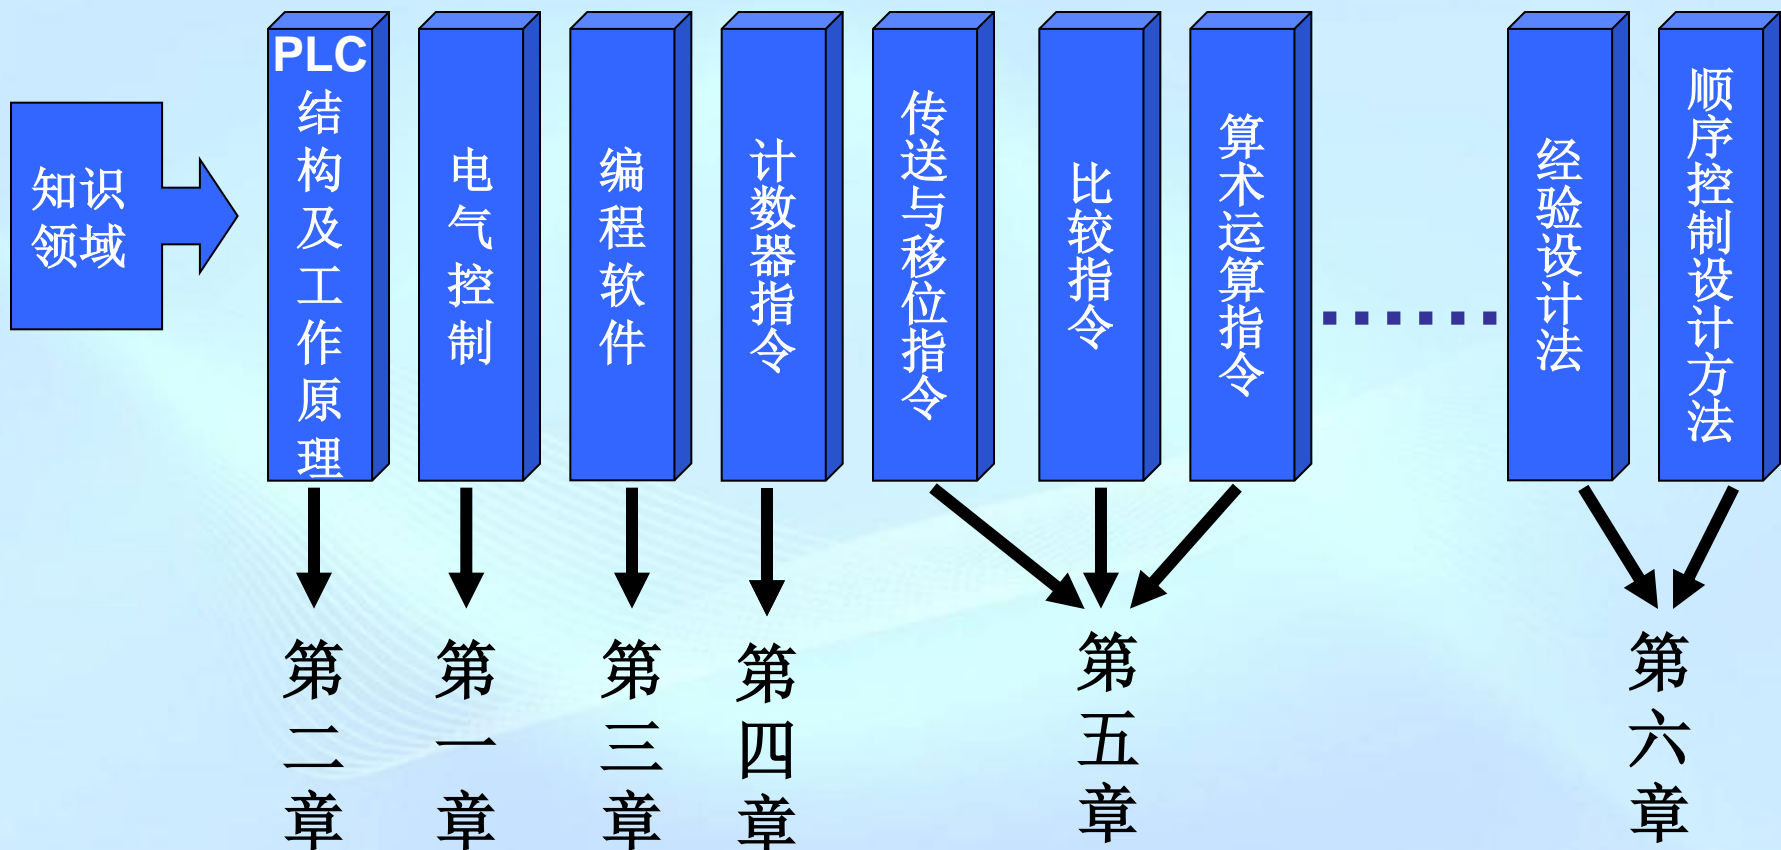 知识
领域
PLC
结构及工作原理
电气控制
编程软件
计数器指令
传送与移位指令
比较指令
算术运算指令
经验设计法
顺序控制设计方法
第二章
第一章
第三章
第四章
第五章
第六章